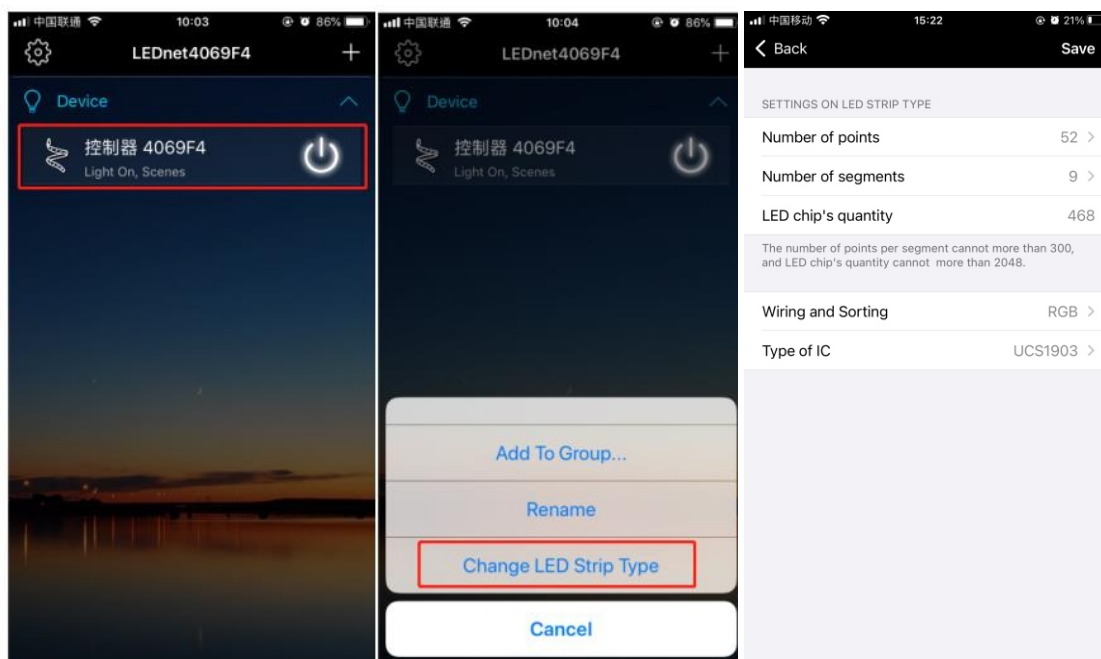 中国联通
10:03
86%
LEDnet4069F4
+
Device
控制器 4069F4
Light On, Scenes
中国联通
10:04
86%
LEDnet4069F4
+
Device
控制器 4069F4
Light On, Scenes
Add To Group...
Rename
Change LED Strip Type
Cancel
中国移动
15:22
21%
Back
Save
SETTINGS ON LED STRIP TYPE
Number of points
52
Number of segments
9
LED chip's quantity
468
The number of points per segment cannot more than 300,
and LED chip's quantity cannot more than 2048.
Wiring and Sorting
RGB
Type of IC
UCS1903